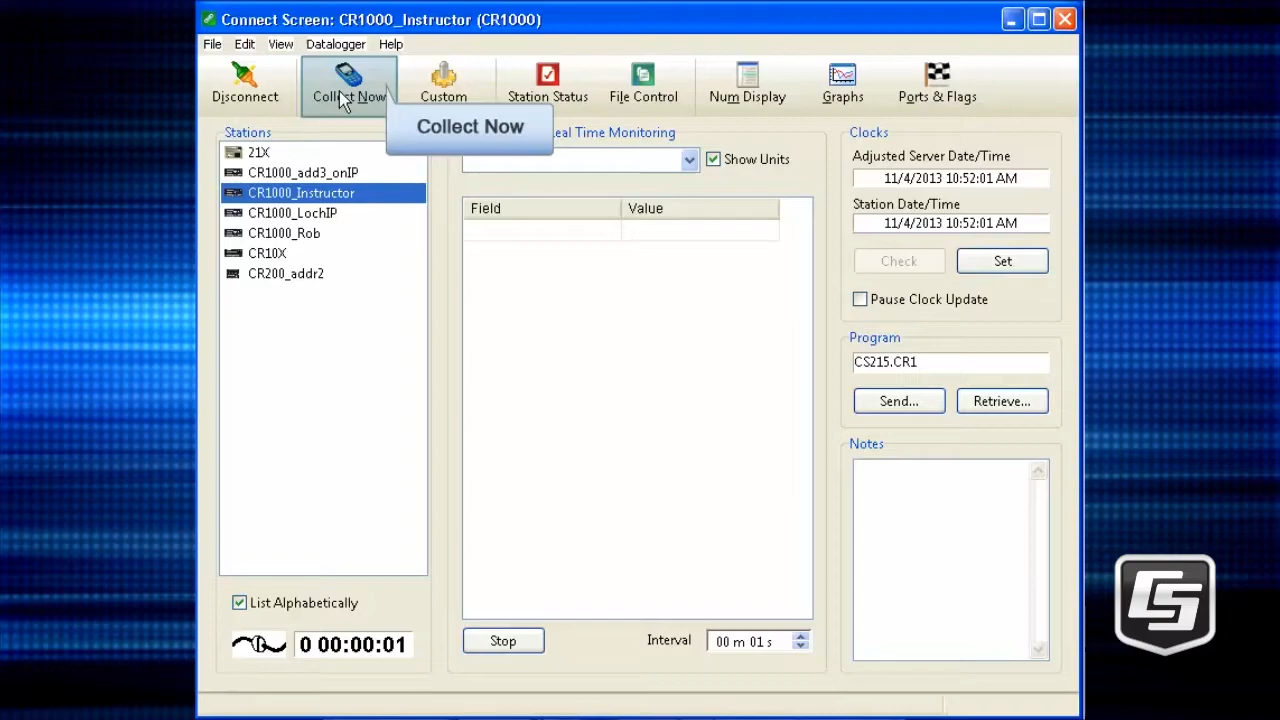 Connect Screen: CR1000_Instructor (CR1000)
File Edit View Datalogger Help
Disconnect Collect Now Custom Station Status File Control Num Display Graphs Ports & Flags
Collect Now
Stations
21X
CR1000_add3_onIP
CR1000_Instructor
CR1000_LochIP
CR1000_Rob
CR10X
CR200_addr2
List Alphabetically
0 00:00:01
Real Time Monitoring
Show Units
Field Value
Stop Interval 00 m 01 s
Clocks
Adjusted Server Date/Time
11/4/2013 10:52:01 AM
Station Date/Time
11/4/2013 10:52:01 AM
Check Set
Pause Clock Update
Program
CS215.CR1
Send... Retrieve...
Notes